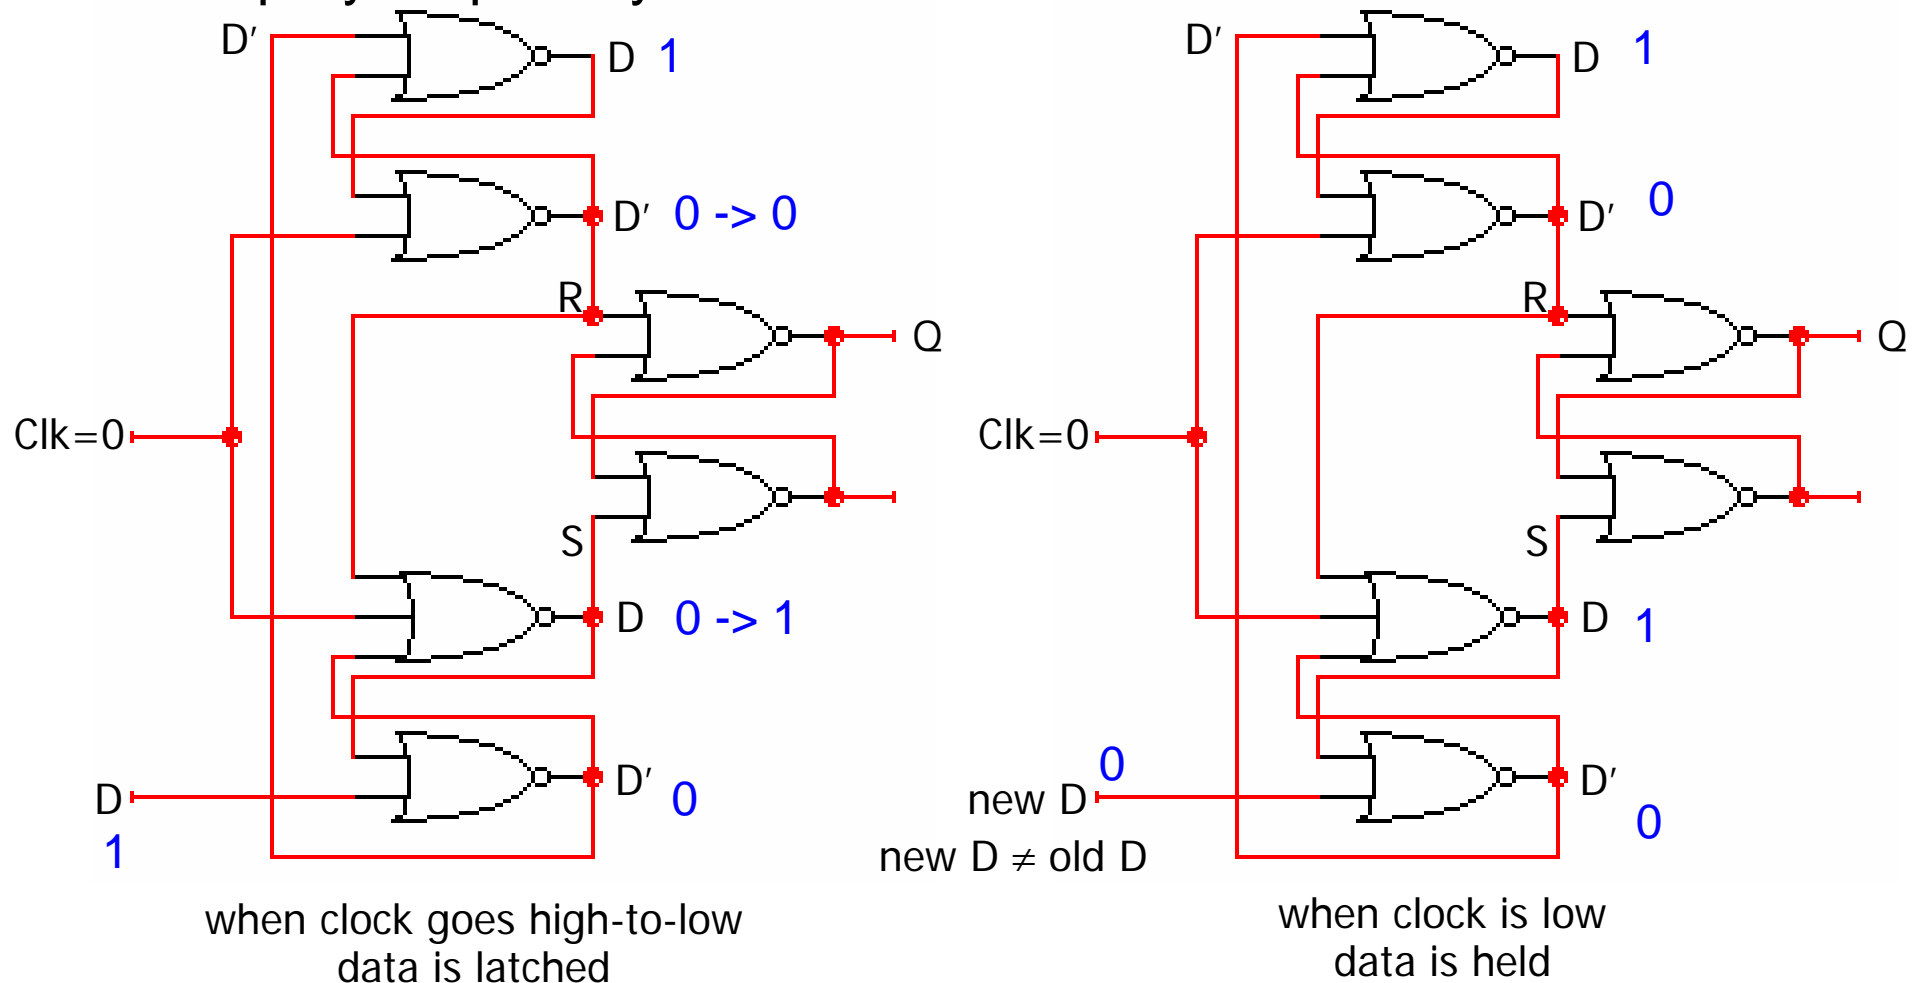 D′
D 1
D′ 0 -> 0
R
Q
Clk=0
S
D 0 -> 1
D′ 0
D
1
when clock goes high-to-low
data is latched
D′
D 1
D′ 0
R
Q
Clk=0
S
D 1
0
new D
D′
0
new D ≠ old D
when clock is low
data is held